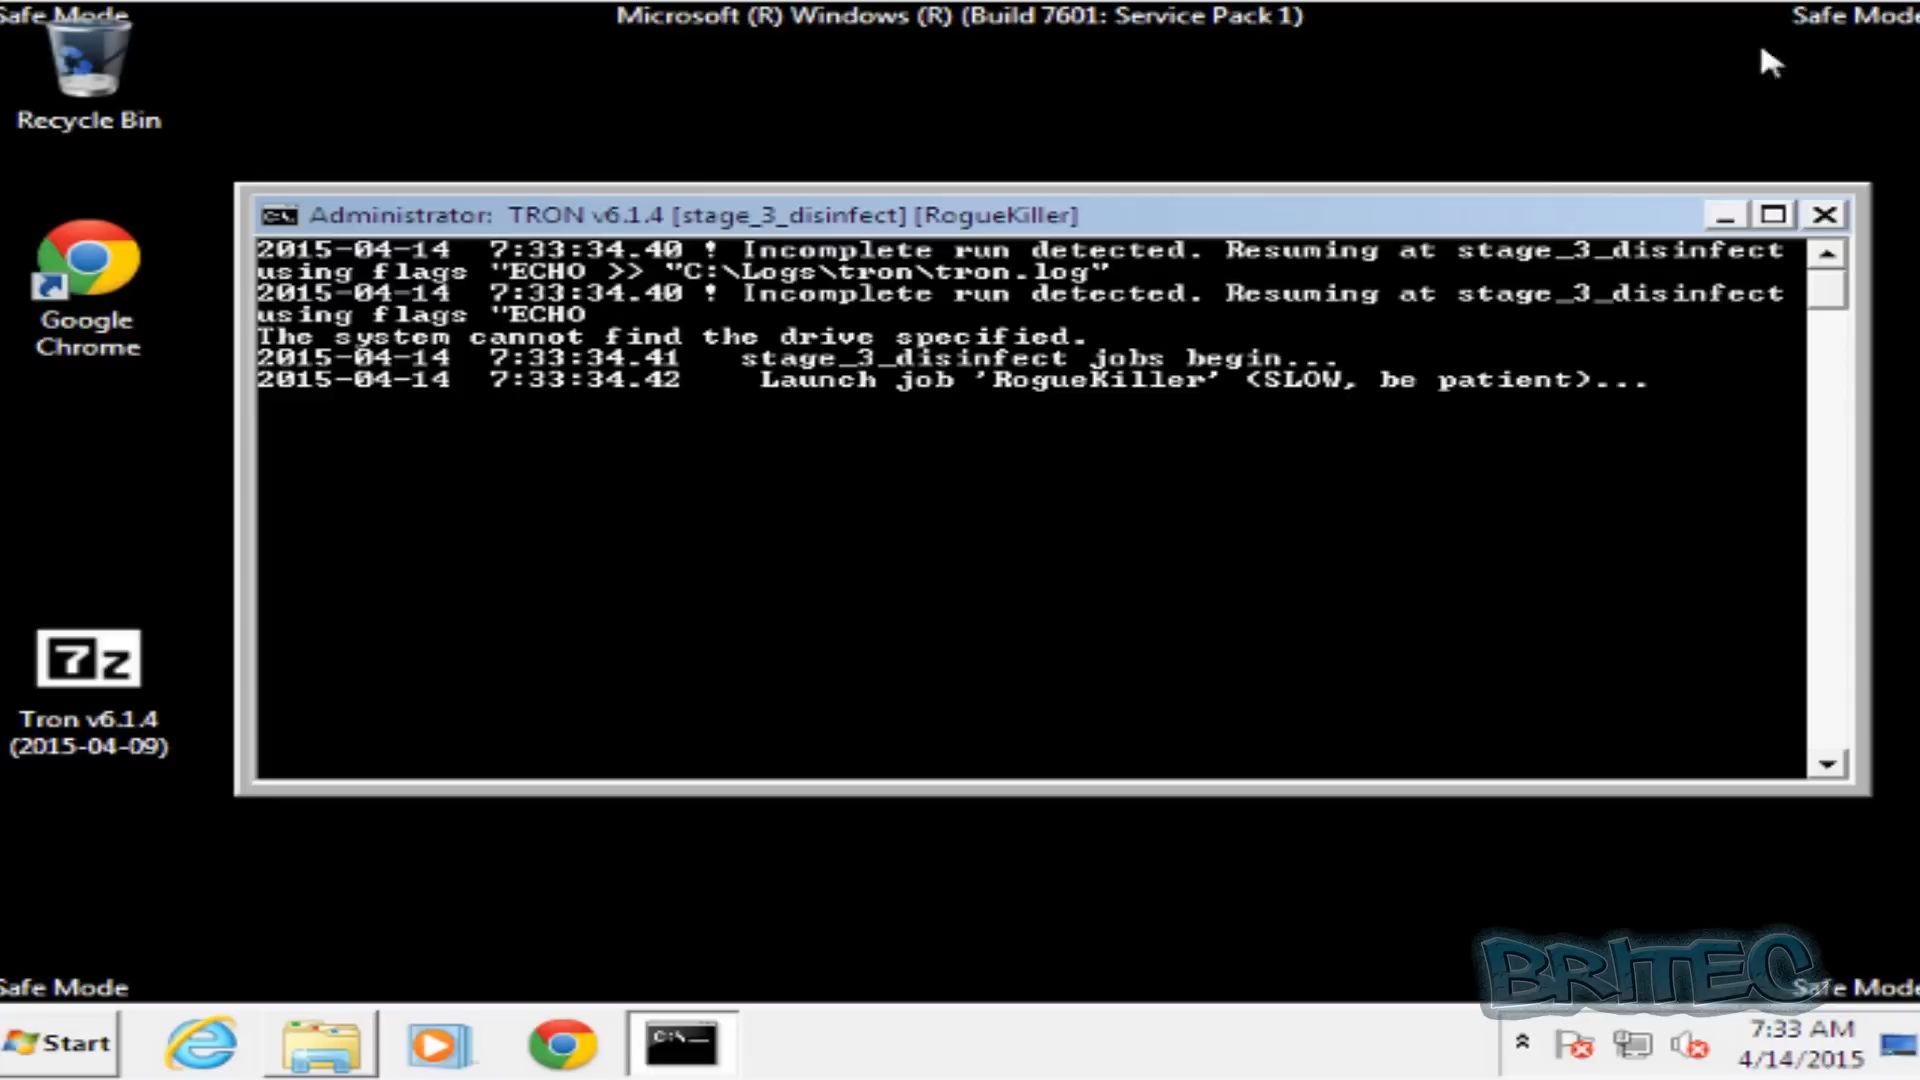 Safe Mode
Microsoft (R) Windows (R) (Build 7601: Service Pack 1)
Safe Mode
Recycle Bin
Google
Chrome
Tron v6.1.4
(2015-04-09)
Administrator: TRON v6.1.4 [stage_3_disinfect] [RogueKiller]
2015-04-14 7:33:34.40 ! Incomplete run detected. Resuming at stage_3_disinfect
using flags "ECHO >> "C:\Logs\tron\tron.log"
2015-04-14 7:33:34.40 ! Incomplete run detected. Resuming at stage_3_disinfect
using flags "ECHO
The system cannot find the drive specified.
2015-04-14 7:33:34.41 stage_3_disinfect jobs begin...
2015-04-14 7:33:34.42 Launch job 'RogueKiller' (SLOW, be patient)...
7z
C:\
BRITEC
Safe Mode
Safe Mode
Start
C:\
7:33 AM
4/14/2015